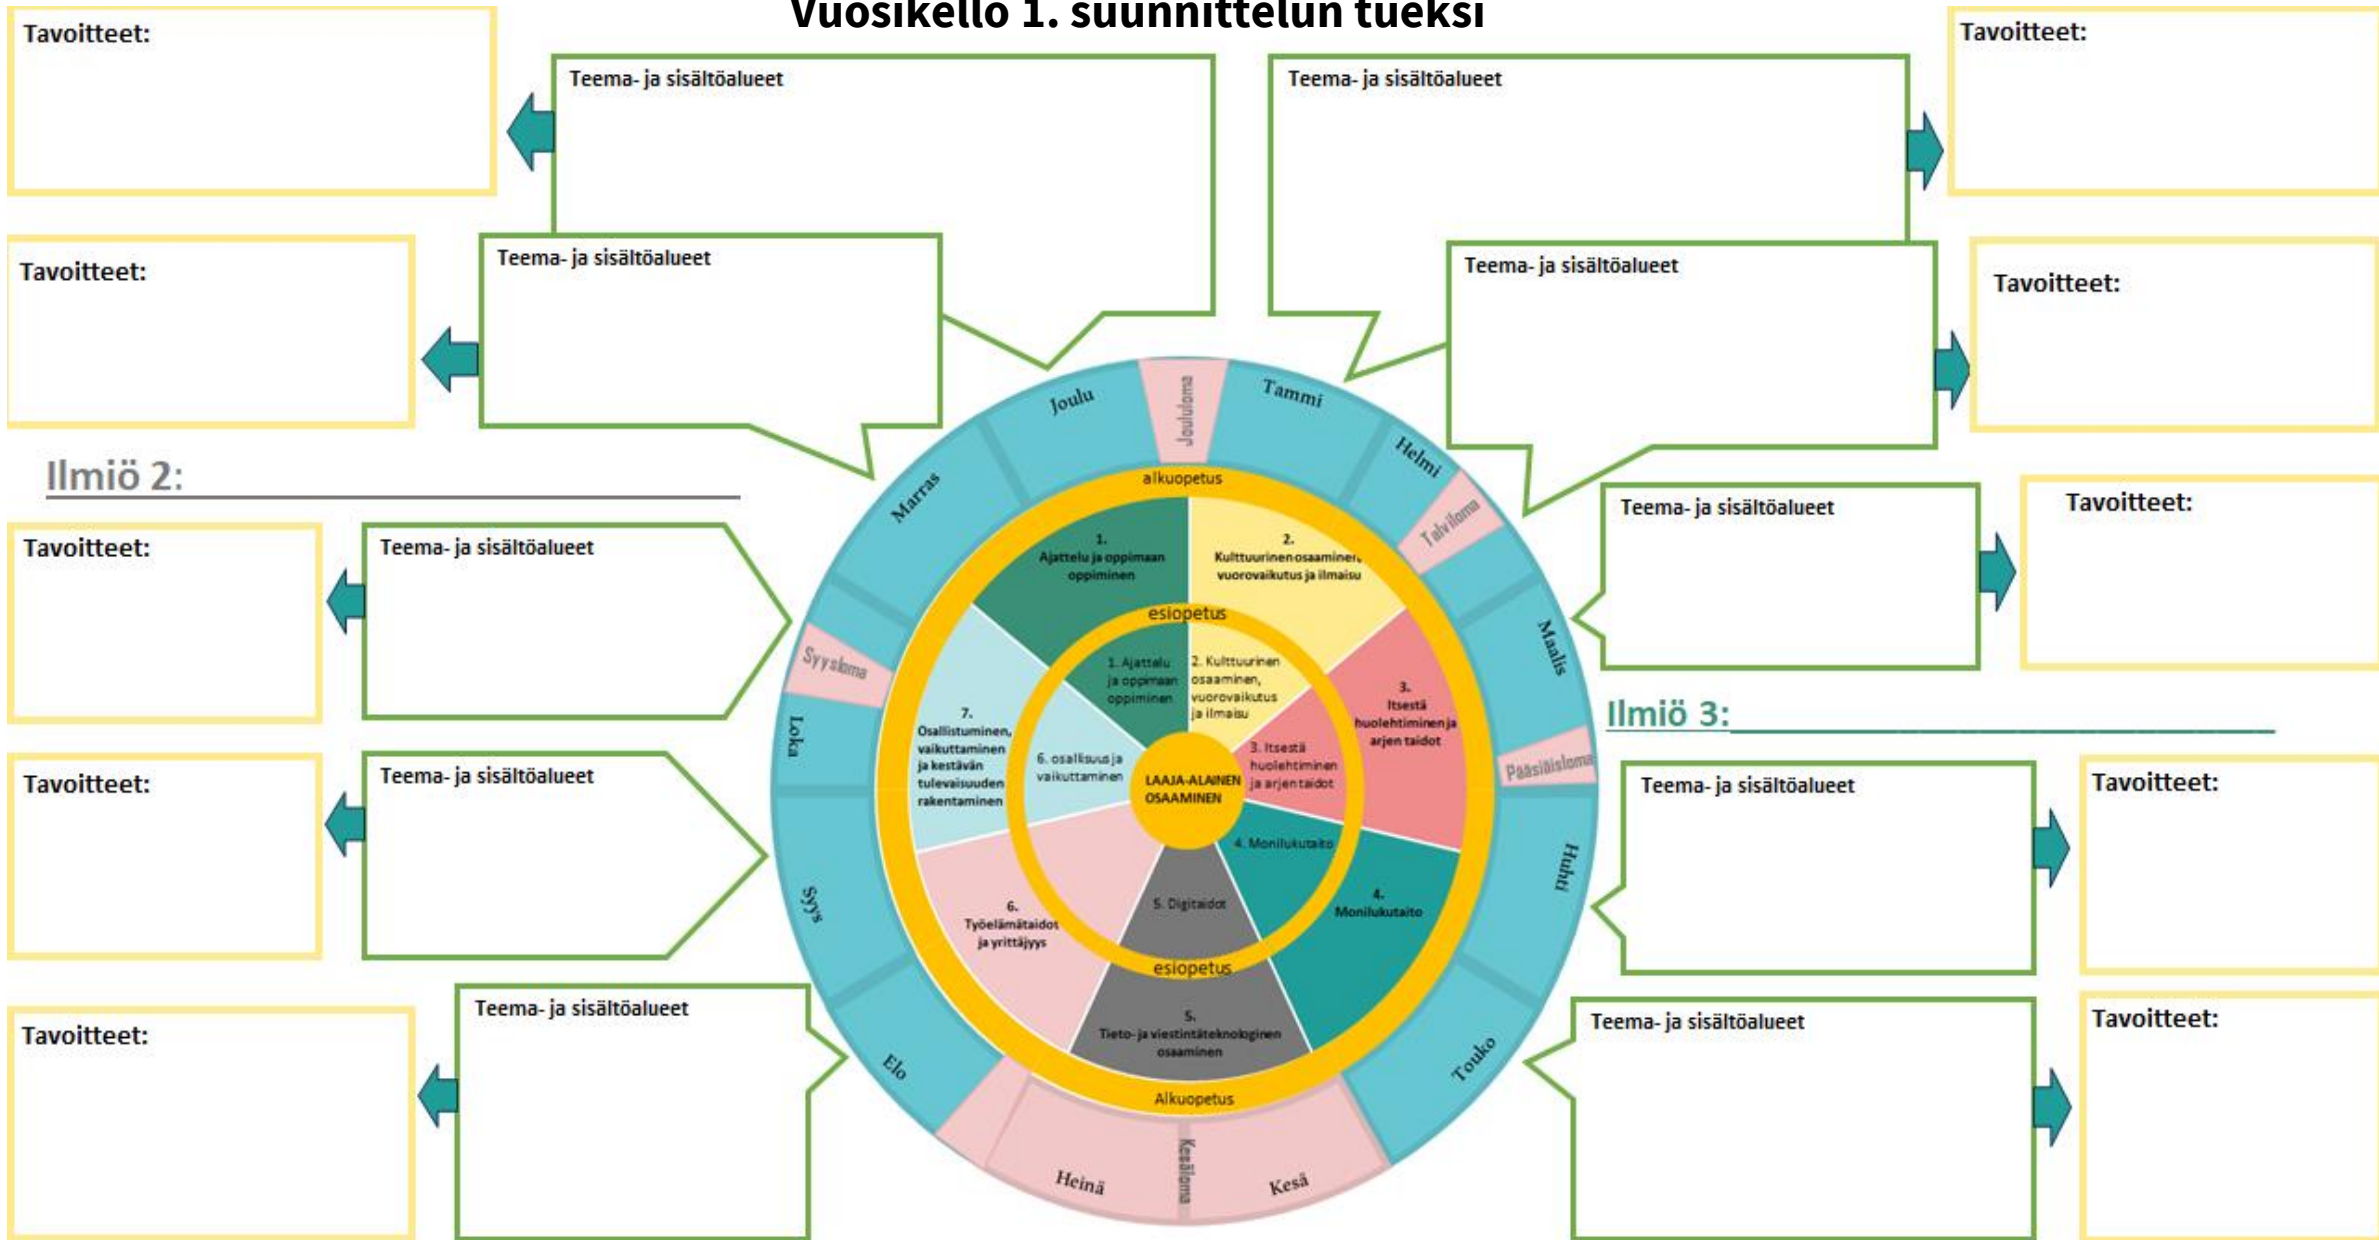 Vuosikello 1. suunnittelun tueksi
Tavoitteet:
Teema- ja sisältöalueet
Teema- ja sisältöalueet
Tavoitteet:
Tavoitteet:
Teema- ja sisältöalueet
Teema- ja sisältöalueet
Tavoitteet:
Ilmiö 2:
Tavoitteet:
Teema- ja sisältöalueet
Teema- ja sisältöalueet
Tavoitteet:
Ilmiö 3:
Tavoitteet:
Teema- ja sisältöalueet
Teema- ja sisältöalueet
Tavoitteet:
Tavoitteet:
Teema- ja sisältöalueet
Teema- ja sisältöalueet
Tavoitteet:
Joulu
Joululoma
Tammi
Helmi
Talviloma
Maalis
Pääsiäisloma
Huhti
Touko
Kesä
Kesäloma
Heinä
Elo
Syys
Loka
Syysloma
Marras
alkuopetus
1.
Ajattelu ja oppimaan
oppiminen
2.
Kulttuurinen osaaminen,
vuorovaikutus ja ilmaisu
3.
Itsestä
huolehtiminen ja
arjen taidot
4.
Monilukutaito
5.
Tieto- ja viestintäteknologinen
osaaminen
6.
Työelämätaidot
ja yrittäjyys
7.
Osallistuminen,
vaikuttaminen
ja kestävän
tulevaisuuden
rakentaminen
esiopetus
1. Ajattelu
ja oppimaan
oppiminen
2. Kulttuurinen
osaaminen,
vuorovaikutus
ja ilmaisu
3. Itsestä
huolehtiminen
ja arjen taidot
4. Monilukutaito
5. Digitaidot
6. osallisuus ja
vaikuttaminen
LAAJA-ALAINEN
OSAAMINEN
esiopetus
Alkuopetus